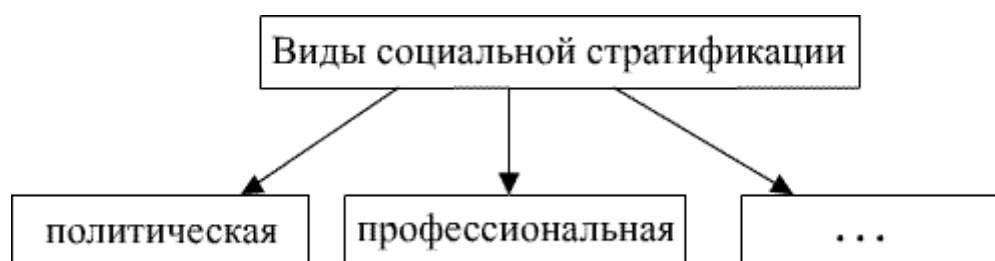 Виды социальной стратификации
политическая
профессиональная
...